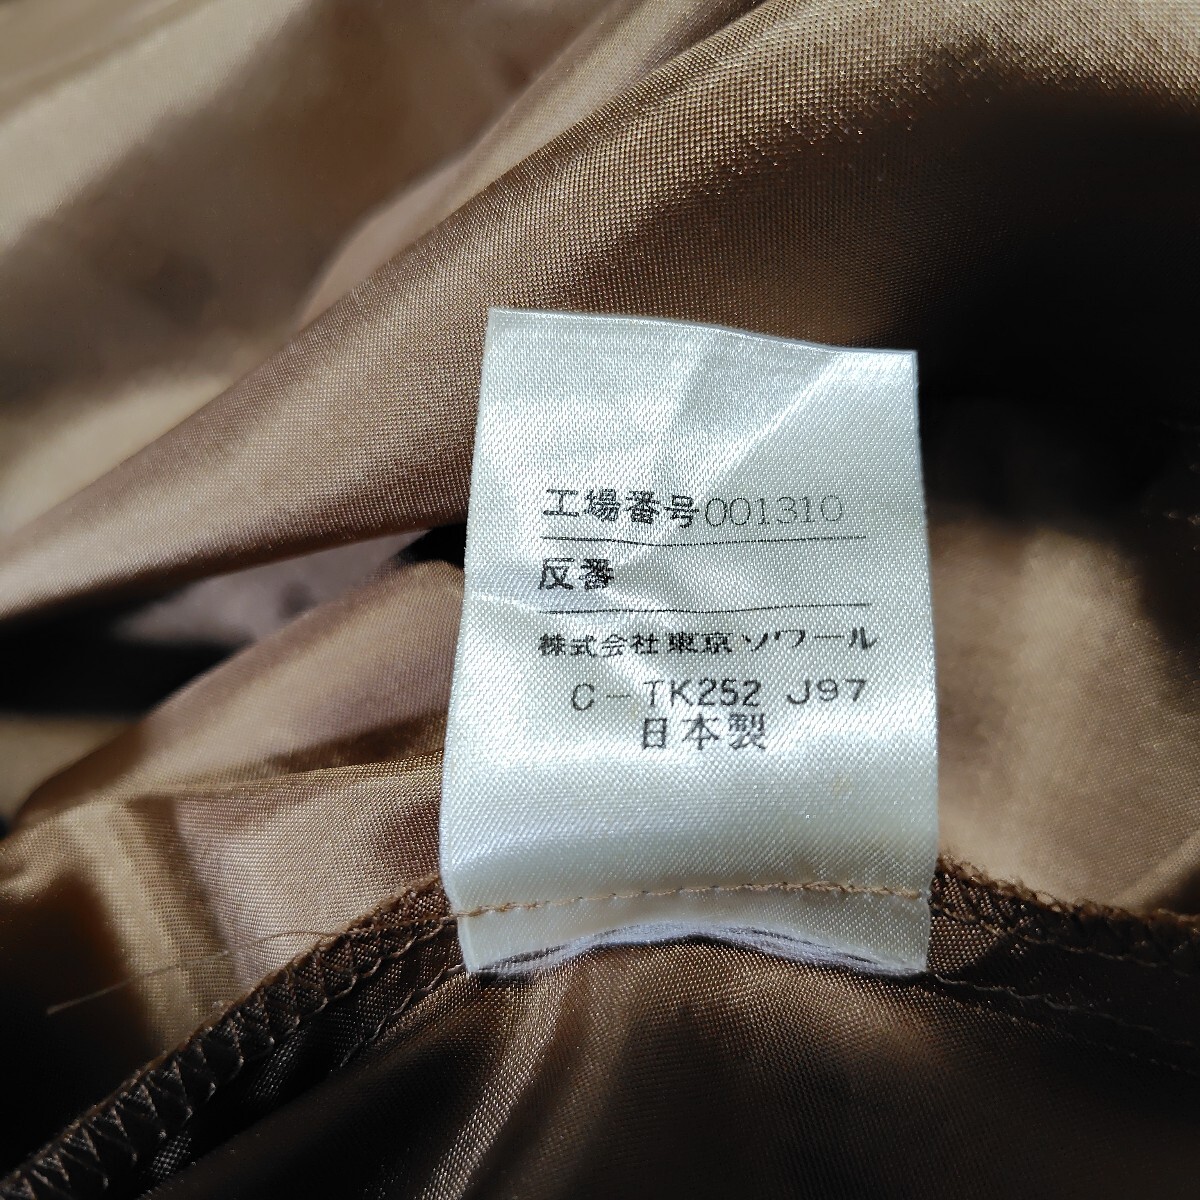 工場番号001310
反番
株式会社東京ソワール
C-TK252 J97
日本製